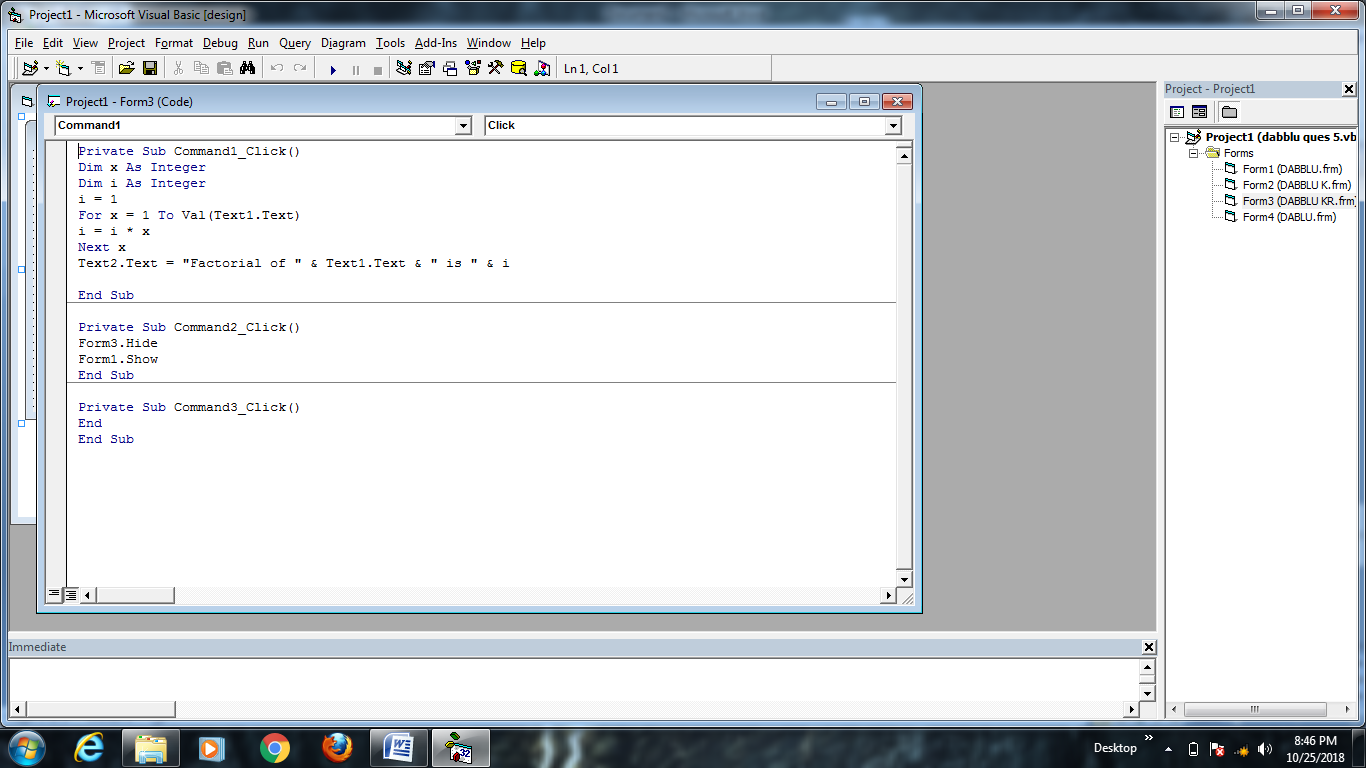 Project1 - Microsoft Visual Basic [design]
File Edit View Project Format Debug Run Query Diagram Tools Add-Ins Window Help
Ln 1, Col 1
Project1 - Form3 (Code)
Command1
Click
Private Sub Command1_Click()
Dim x As Integer
Dim i As Integer
i = 1
For x = 1 To Val(Text1.Text)
i = i * x
Next x
Text2.Text = "Factorial of " & Text1.Text & " is " & i
End Sub
Private Sub Command2_Click()
Form3.Hide
Form1.Show
End Sub
Private Sub Command3_Click()
End
End Sub
Project - Project1
Project1 (dabblu ques 5.vb
Forms
Form1 (DABBLU.frm)
Form2 (DABBLU K.frm)
Form3 (DABBLU KR.frm)
Form4 (DABLU.frm)
Immediate
32
Desktop
8:46 PM
10/25/2018